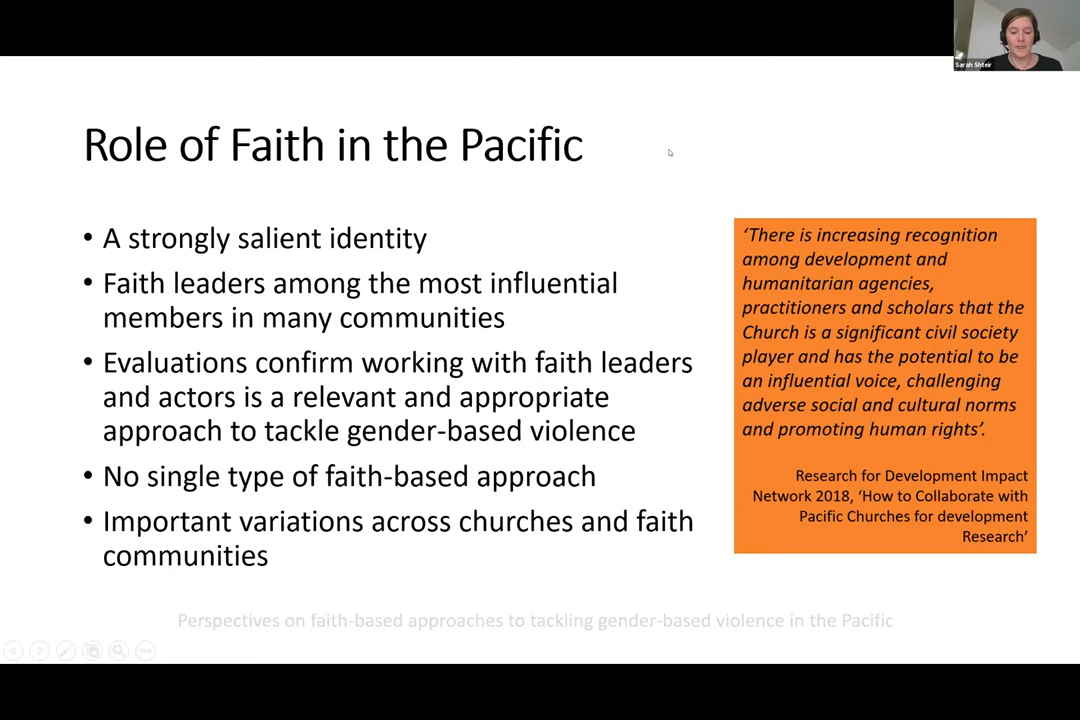 Sarah Shteir
Role of Faith in the Pacific
• A strongly salient identity
• Faith leaders among the most influential
members in many communities
• Evaluations confirm working with faith leaders
and actors is a relevant and appropriate
approach to tackle gender-based violence
• No single type of faith-based approach
• Important variations across churches and faith
communities
‘There is increasing recognition
among development and
humanitarian agencies,
practitioners and scholars that the
Church is a significant civil society
player and has the potential to be
an influential voice, challenging
adverse social and cultural norms
and promoting human rights’.
Research for Development Impact
Network 2018, ‘How to Collaborate with
Pacific Churches for development
Research’
Perspectives on faith-based approaches to tackling gender-based violence in the Pacific